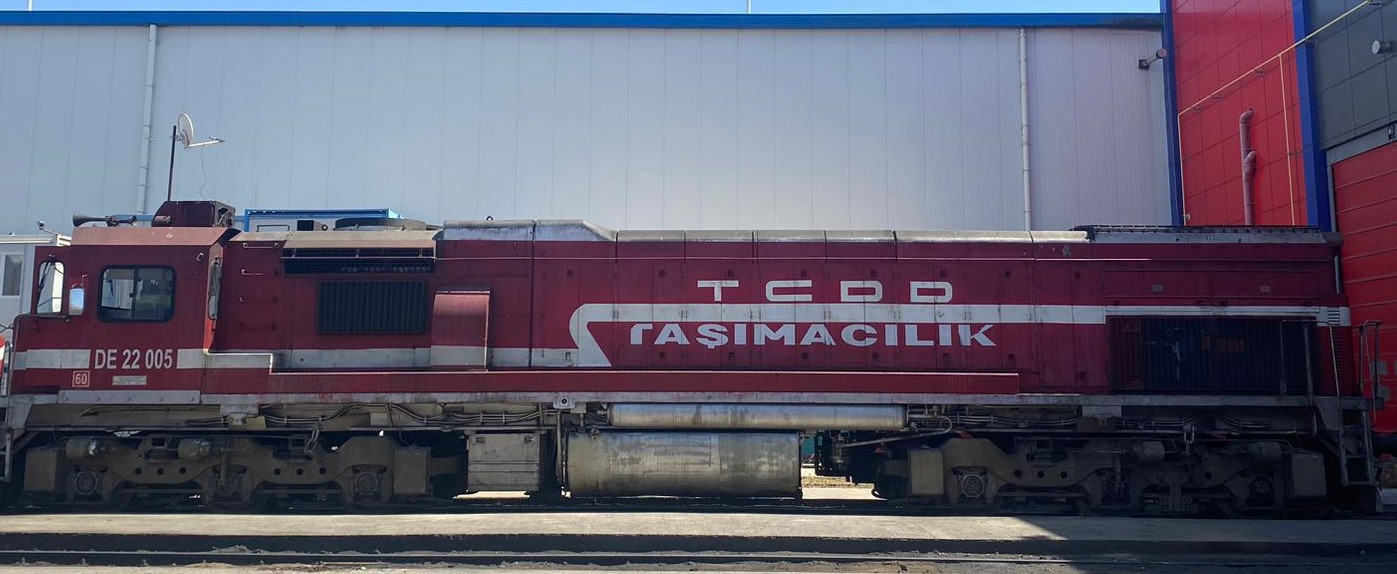 TCDD
TAŞIMACILIK
DE 22 005
60